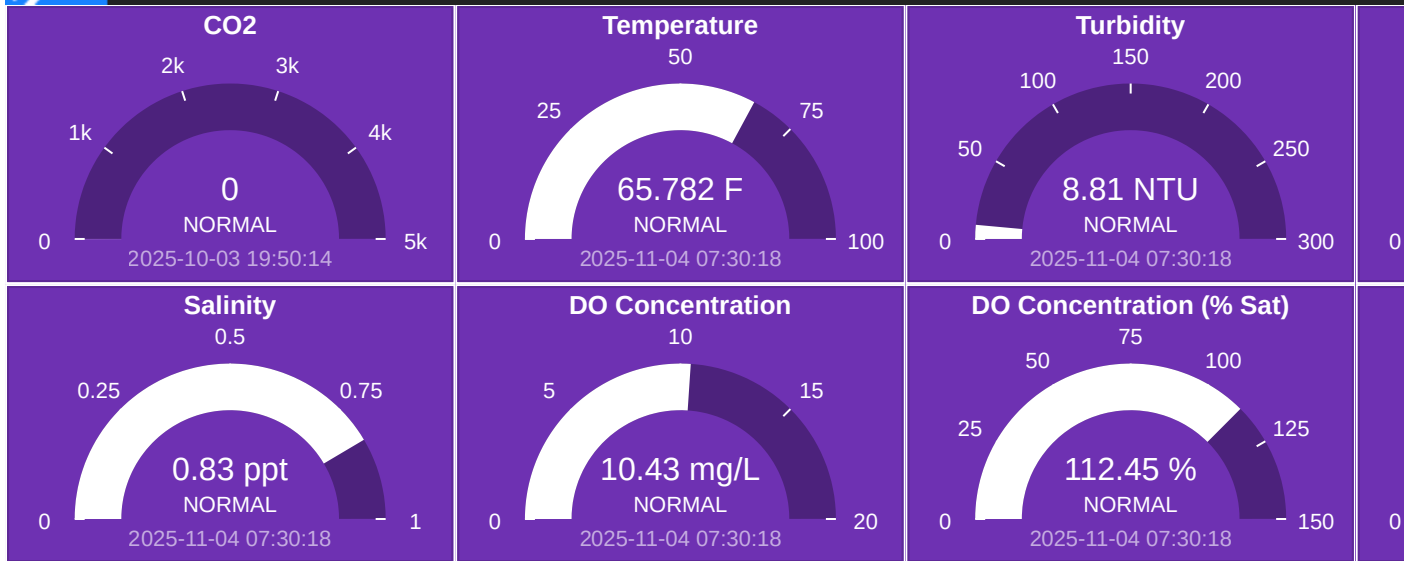 CO2
2k
3k
1k
4k
0
5k
0
NORMAL
2025-10-03 19:50:14
Temperature
50
25
75
0
100
65.782 F
NORMAL
2025-11-04 07:30:18
Turbidity
150
100
200
50
250
0
300
8.81 NTU
NORMAL
2025-11-04 07:30:18
0
Salinity
0.5
0.25
0.75
0
1
0.83 ppt
NORMAL
2025-11-04 07:30:18
DO Concentration
10
5
15
0
20
10.43 mg/L
NORMAL
2025-11-04 07:30:18
DO Concentration (% Sat)
75
50
100
25
125
0
150
112.45 %
NORMAL
2025-11-04 07:30:18
0